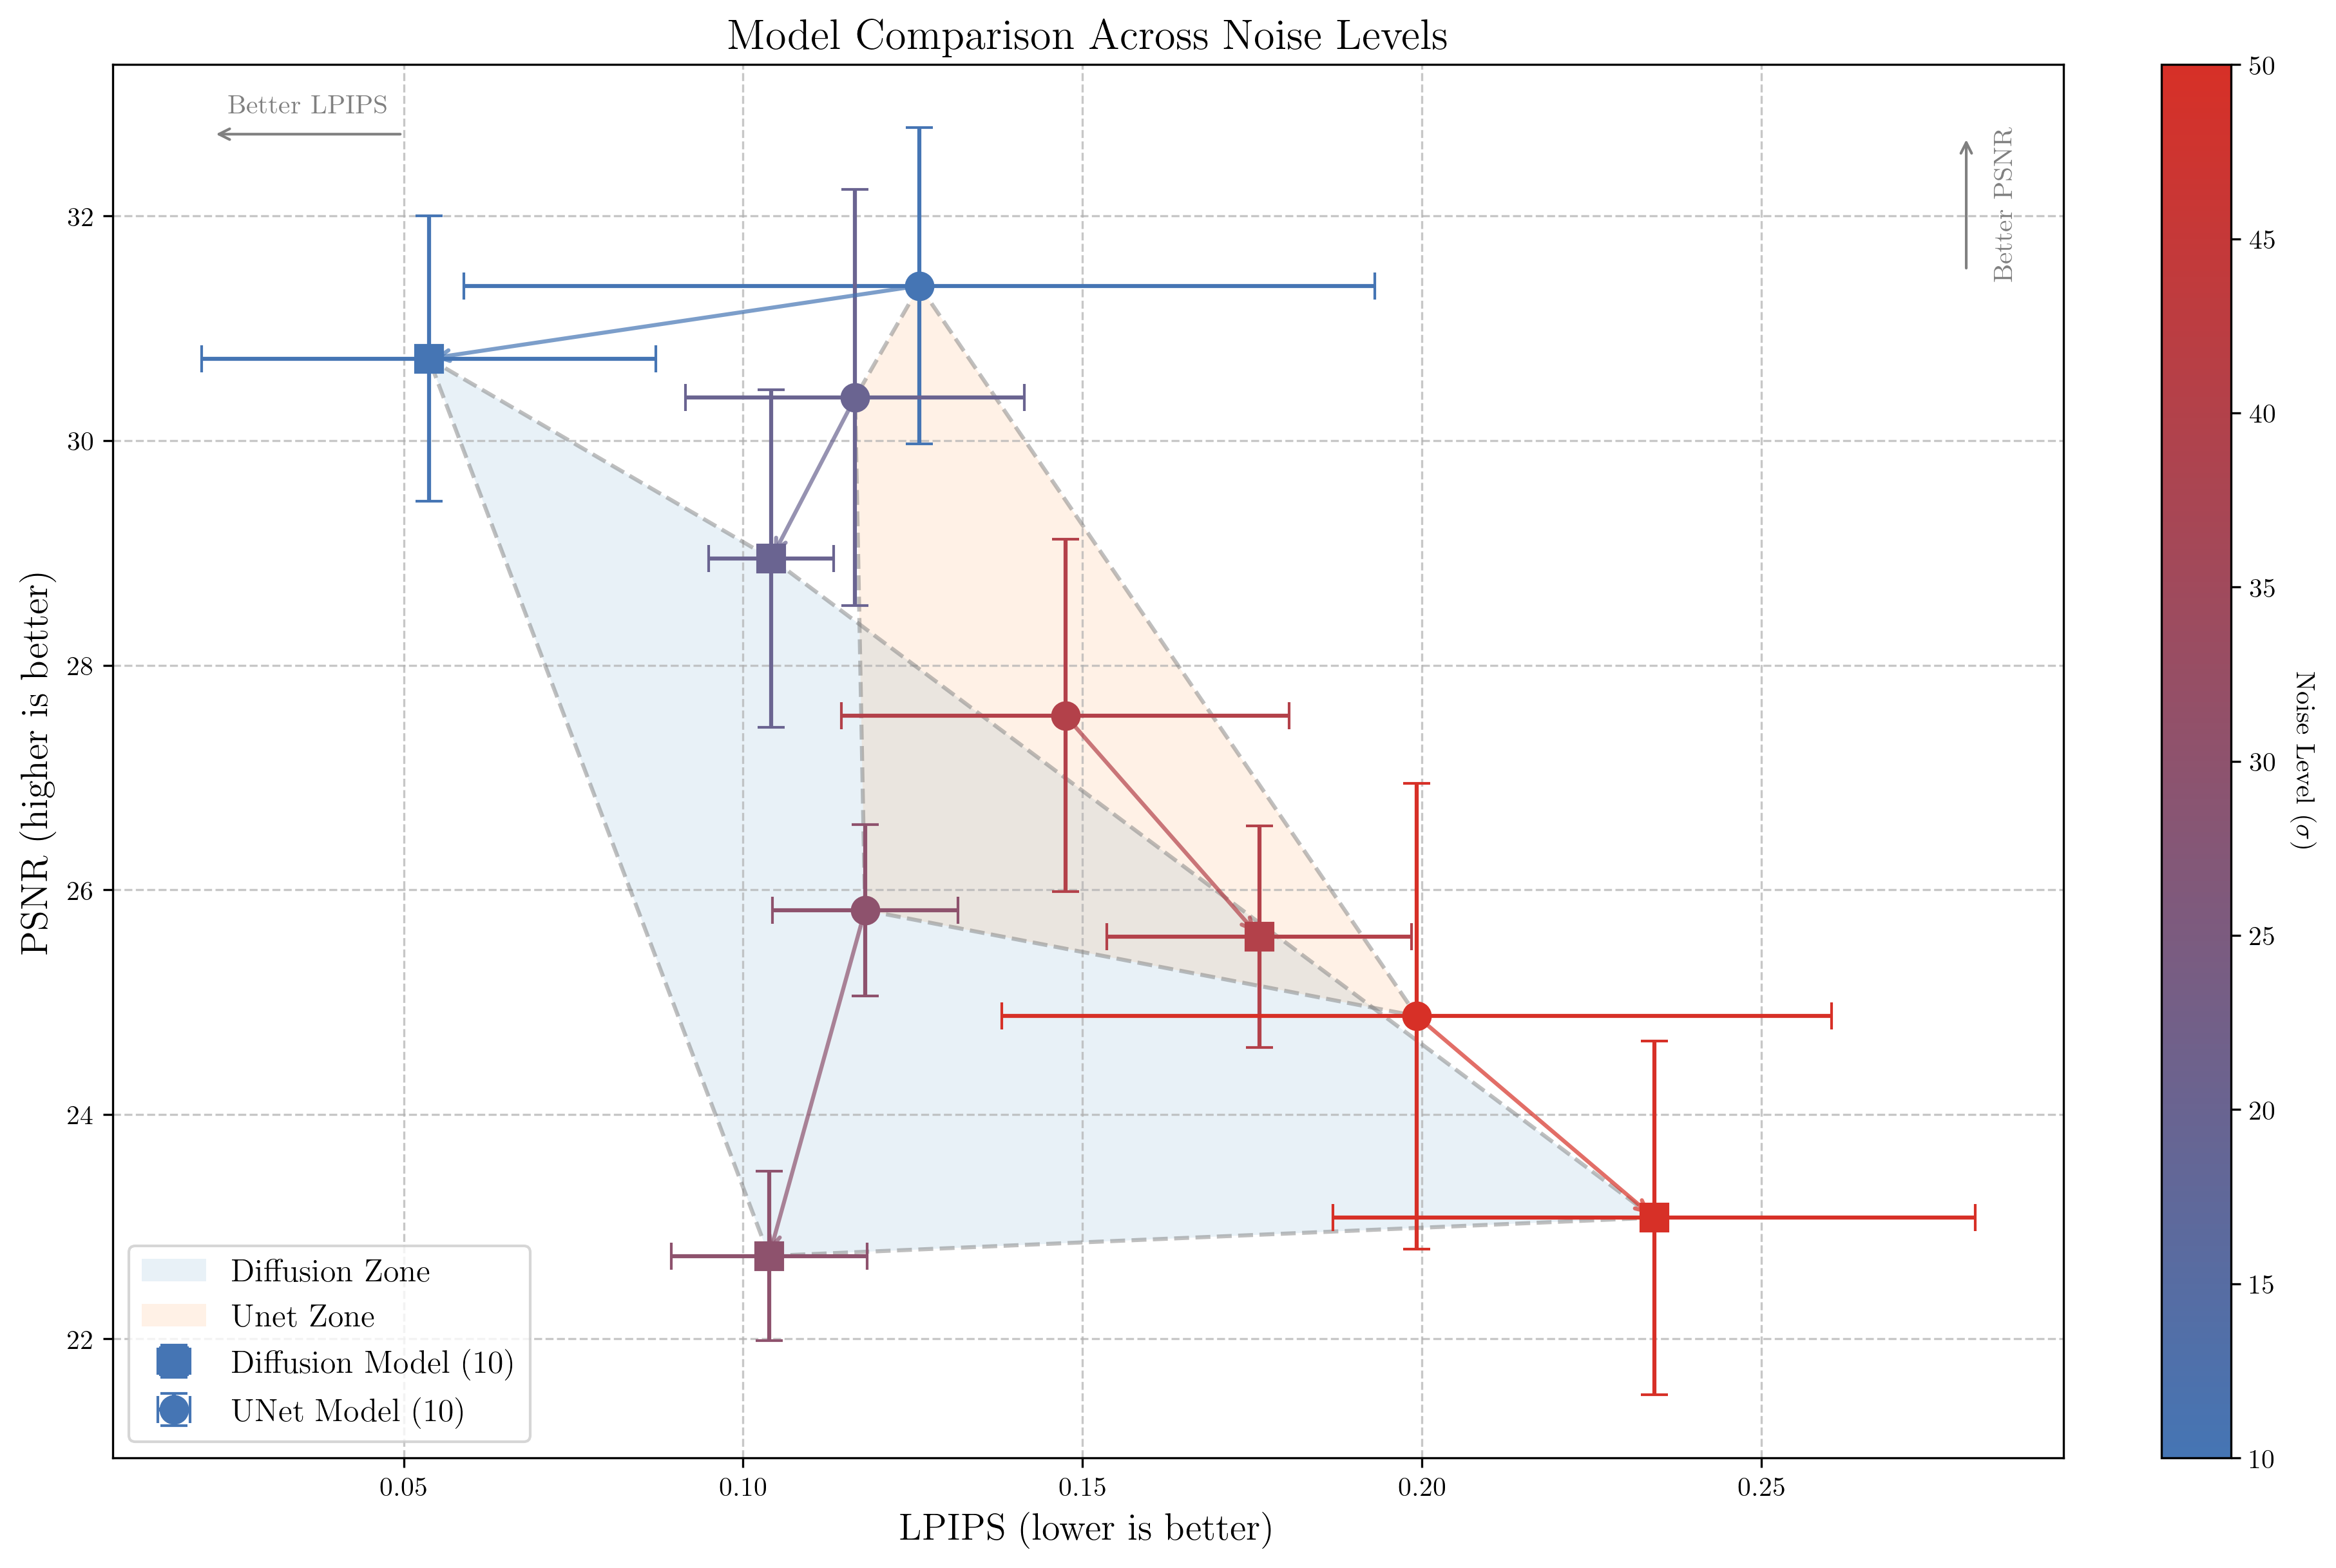 Model Comparison Across Noise Levels
Better LPIPS
Better PSNR
PSNR (higher is better)
32
30
28
26
24
22
0.05
0.10
0.15
0.20
0.25
LPIPS (lower is better)
Diffusion Zone
Unet Zone
Diffusion Model (10)
UNet Model (10)
50
45
40
35
30
25
20
15
10
Noise Level (σ)